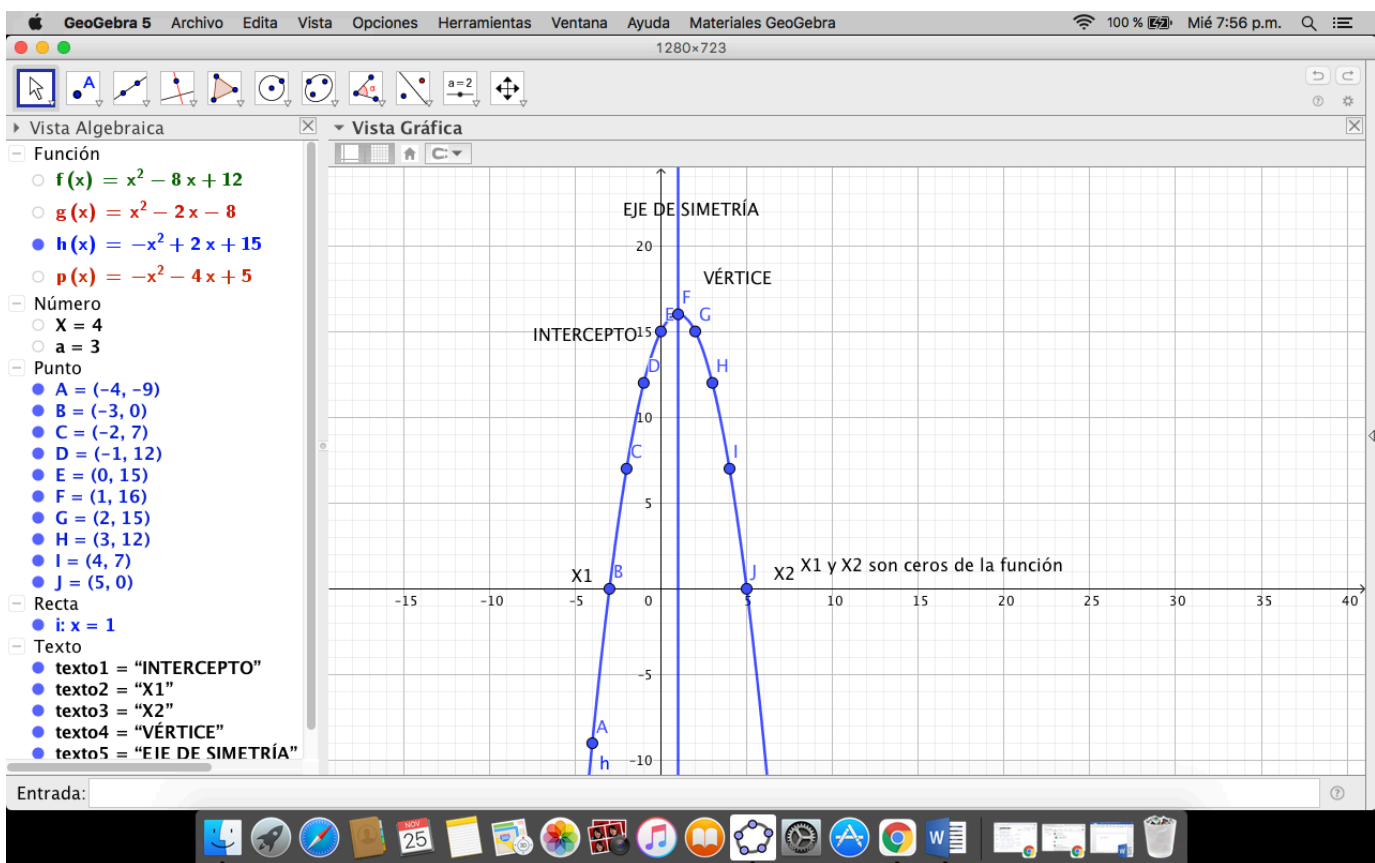 GeoGebra 5 Archivo Edita Vista Opciones Herramientas Ventana Ayuda Materiales GeoGebra 100 % Mié 7:56 p.m.
1280×723
A α a=2
Vista Algebraica
Vista Gráfica
Función
f(x) = x² − 8 x + 12
g(x) = x² − 2 x − 8
h(x) = −x² + 2 x + 15
p(x) = −x² − 4 x + 5
Número
X = 4
a = 3
Punto
A = (−4, −9)
B = (−3, 0)
C = (−2, 7)
D = (−1, 12)
E = (0, 15)
F = (1, 16)
G = (2, 15)
H = (3, 12)
I = (4, 7)
J = (5, 0)
Recta
i: x = 1
Texto
texto1 = “INTERCEPTO”
texto2 = “X1”
texto3 = “X2”
texto4 = “VÉRTICE”
texto5 = “EJE DE SIMETRÍA”
EJE DE SIMETRÍA
20
VÉRTICE
F
E G
INTERCEPTO 15
D H
10
C I
5
X1 B J X2 X1 y X2 son ceros de la función
-15 -10 -5 0 5 10 15 20 25 30 35 40
-5
A
h -10
Entrada:
NOV
25
W